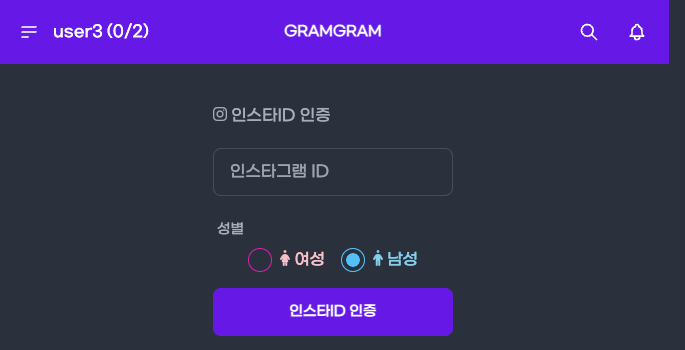 user3 (0/2)
GRAMGRAM
인스타ID 인증
인스타그램 ID
성별
여성
남성
인스타ID 인증